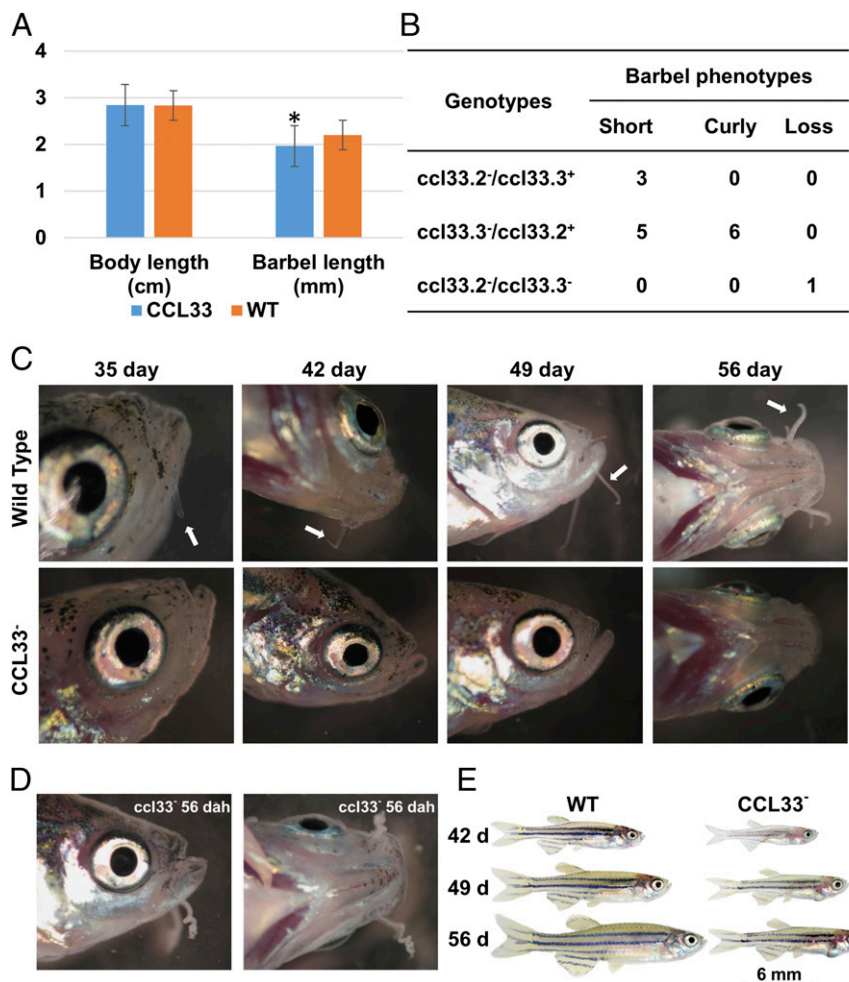 A
4
3
2
1
0
*
Body length (cm)
Barbel length (mm)
CCL33 WT
B
Genotypes Barbel phenotypes
Short Curly Loss
ccl33.2⁻/ccl33.3⁺ 3 0 0
ccl33.3⁻/ccl33.2⁺ 5 6 0
ccl33.2⁻/ccl33.3⁻ 0 0 1
C
35 day 42 day 49 day 56 day
Wild Type
CCL33⁻
D
ccl33⁻ 56 dah ccl33⁻ 56 dah
E
WT CCL33⁻
42 d
49 d
56 d
6 mm